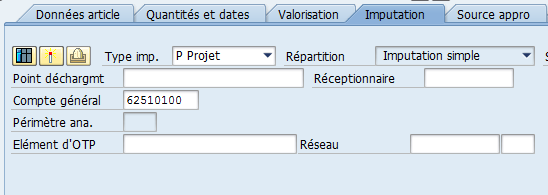 Données article Quantités et dates Valorisation Imputation Source appro
Type imp. P Projet Répartition Imputation simple
Point déchargmt Réceptionnaire
Compte général 62510100
Périmètre ana.
Elément d'OTP Réseau